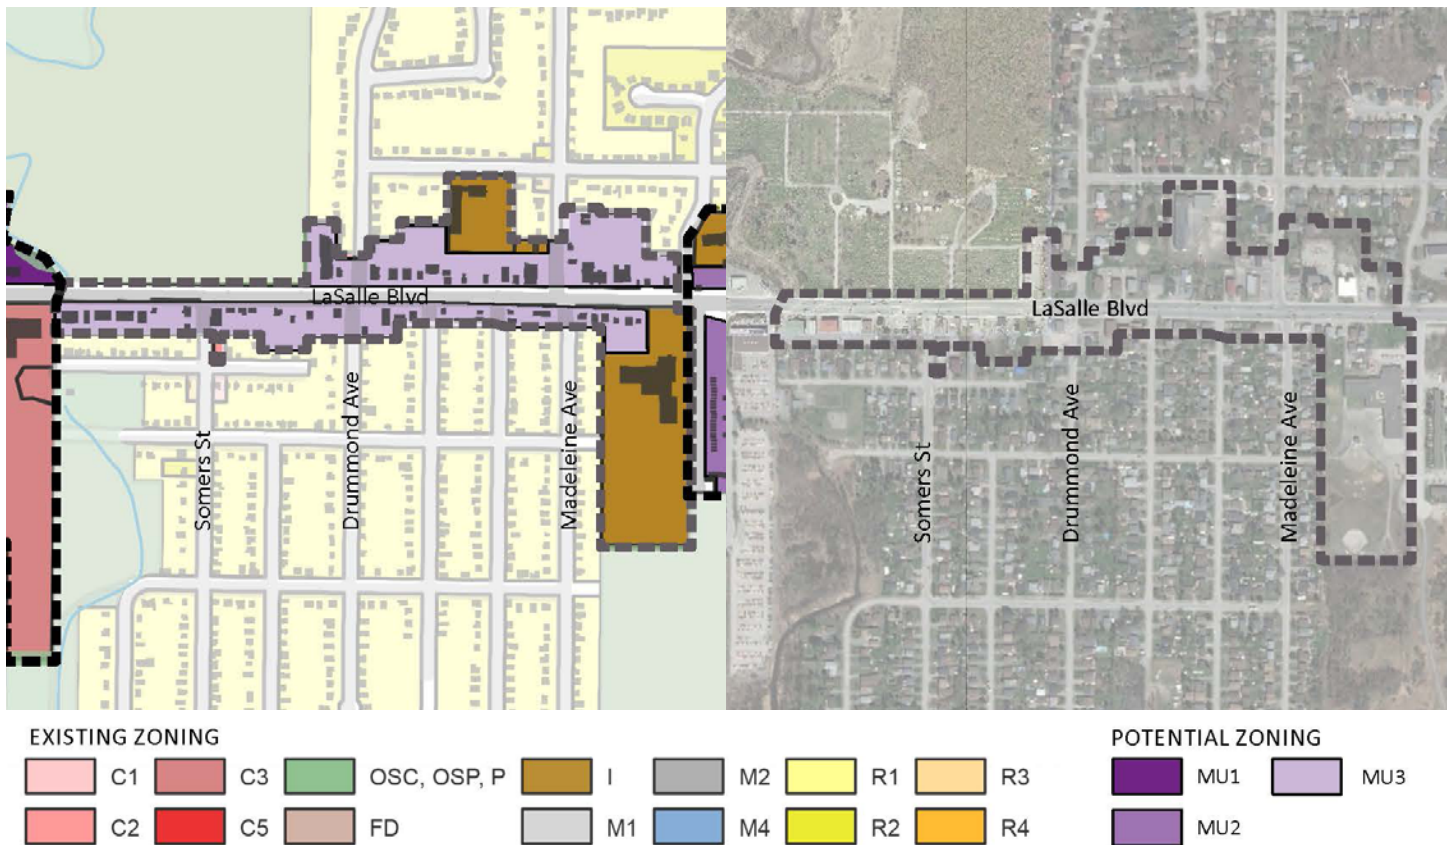 LaSalle Blvd
Somers St
Drummond Ave
Madeleine Ave
LaSalle Blvd
Somers St
Drummond Ave
Madeleine Ave
EXISTING ZONING
C1 C3 OSC, OSP, P I M2 R1 R3
C2 C5 FD M1 M4 R2 R4
POTENTIAL ZONING
MU1 MU3
MU2